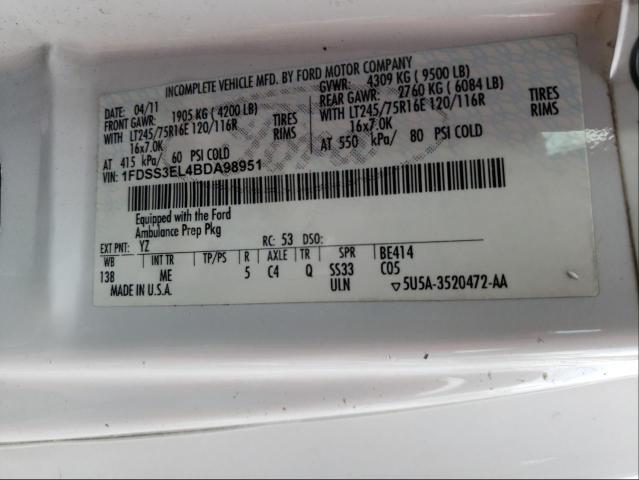 INCOMPLETE VEHICLE MFD. BY FORD MOTOR COMPANY
DATE: 04/11 GVWR: 4309 KG ( 9500 LB)
FRONT GAWR: 1905 KG ( 4200 LB) REAR GAWR: 2760 KG ( 6084 LB)
WITH LT245/75R16E 120/116R TIRES WITH LT245/75R16E 120/116R TIRES
16x7.0K RIMS 16x7.0K RIMS
AT 415 kPa/ 60 PSI COLD AT 550 kPa/ 80 PSI COLD
VIN: 1FDSS3EL4BDA98951
Equipped with the Ford
Ambulance Prep Pkg
EXT PNT: YZ RC: 53 DSO:
WB INT TR TP/PS R AXLE TR SPR BE414
138 ME 5 C4 Q SS33 C05
MADE IN U.S.A. ULN ▽5U5A-3520472-AA